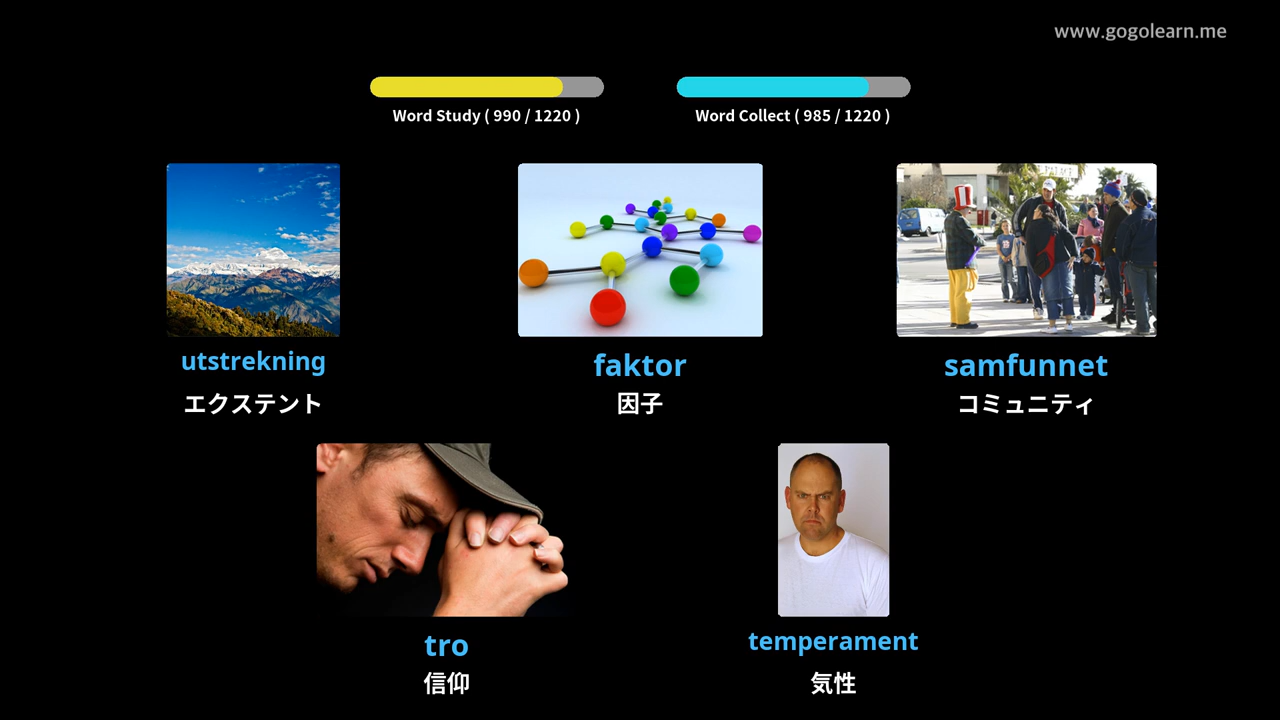 www.gogolearn.me
Word Study ( 990 / 1220 )
Word Collect ( 985 / 1220 )
utstrekning
エクステント
faktor
因子
samfunnet
コミュニティ
tro
信仰
temperament
気性